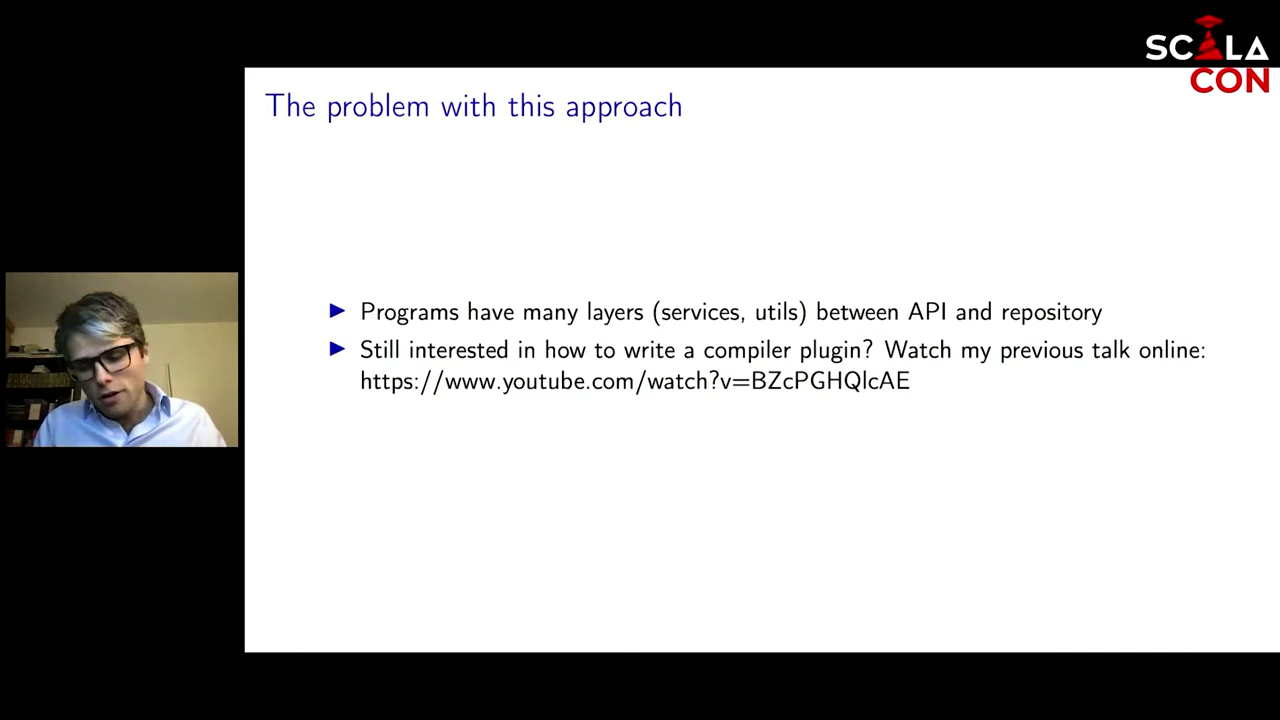 SCALA
CON
The problem with this approach
Programs have many layers (services, utils) between API and repository
Still interested in how to write a compiler plugin? Watch my previous talk online:
https://www.youtube.com/watch?v=BZcPGHQlcAE